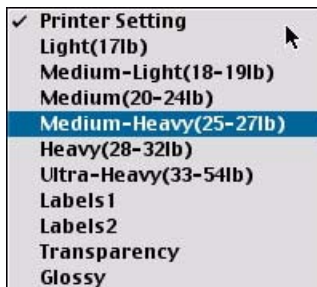 Printer Setting
Light(17lb)
Medium-Light(18-19lb)
Medium(20-24lb)
Medium-Heavy(25-27lb)
Heavy(28-32lb)
Ultra-Heavy(33-54lb)
Labels1
Labels2
Transparency
Glossy